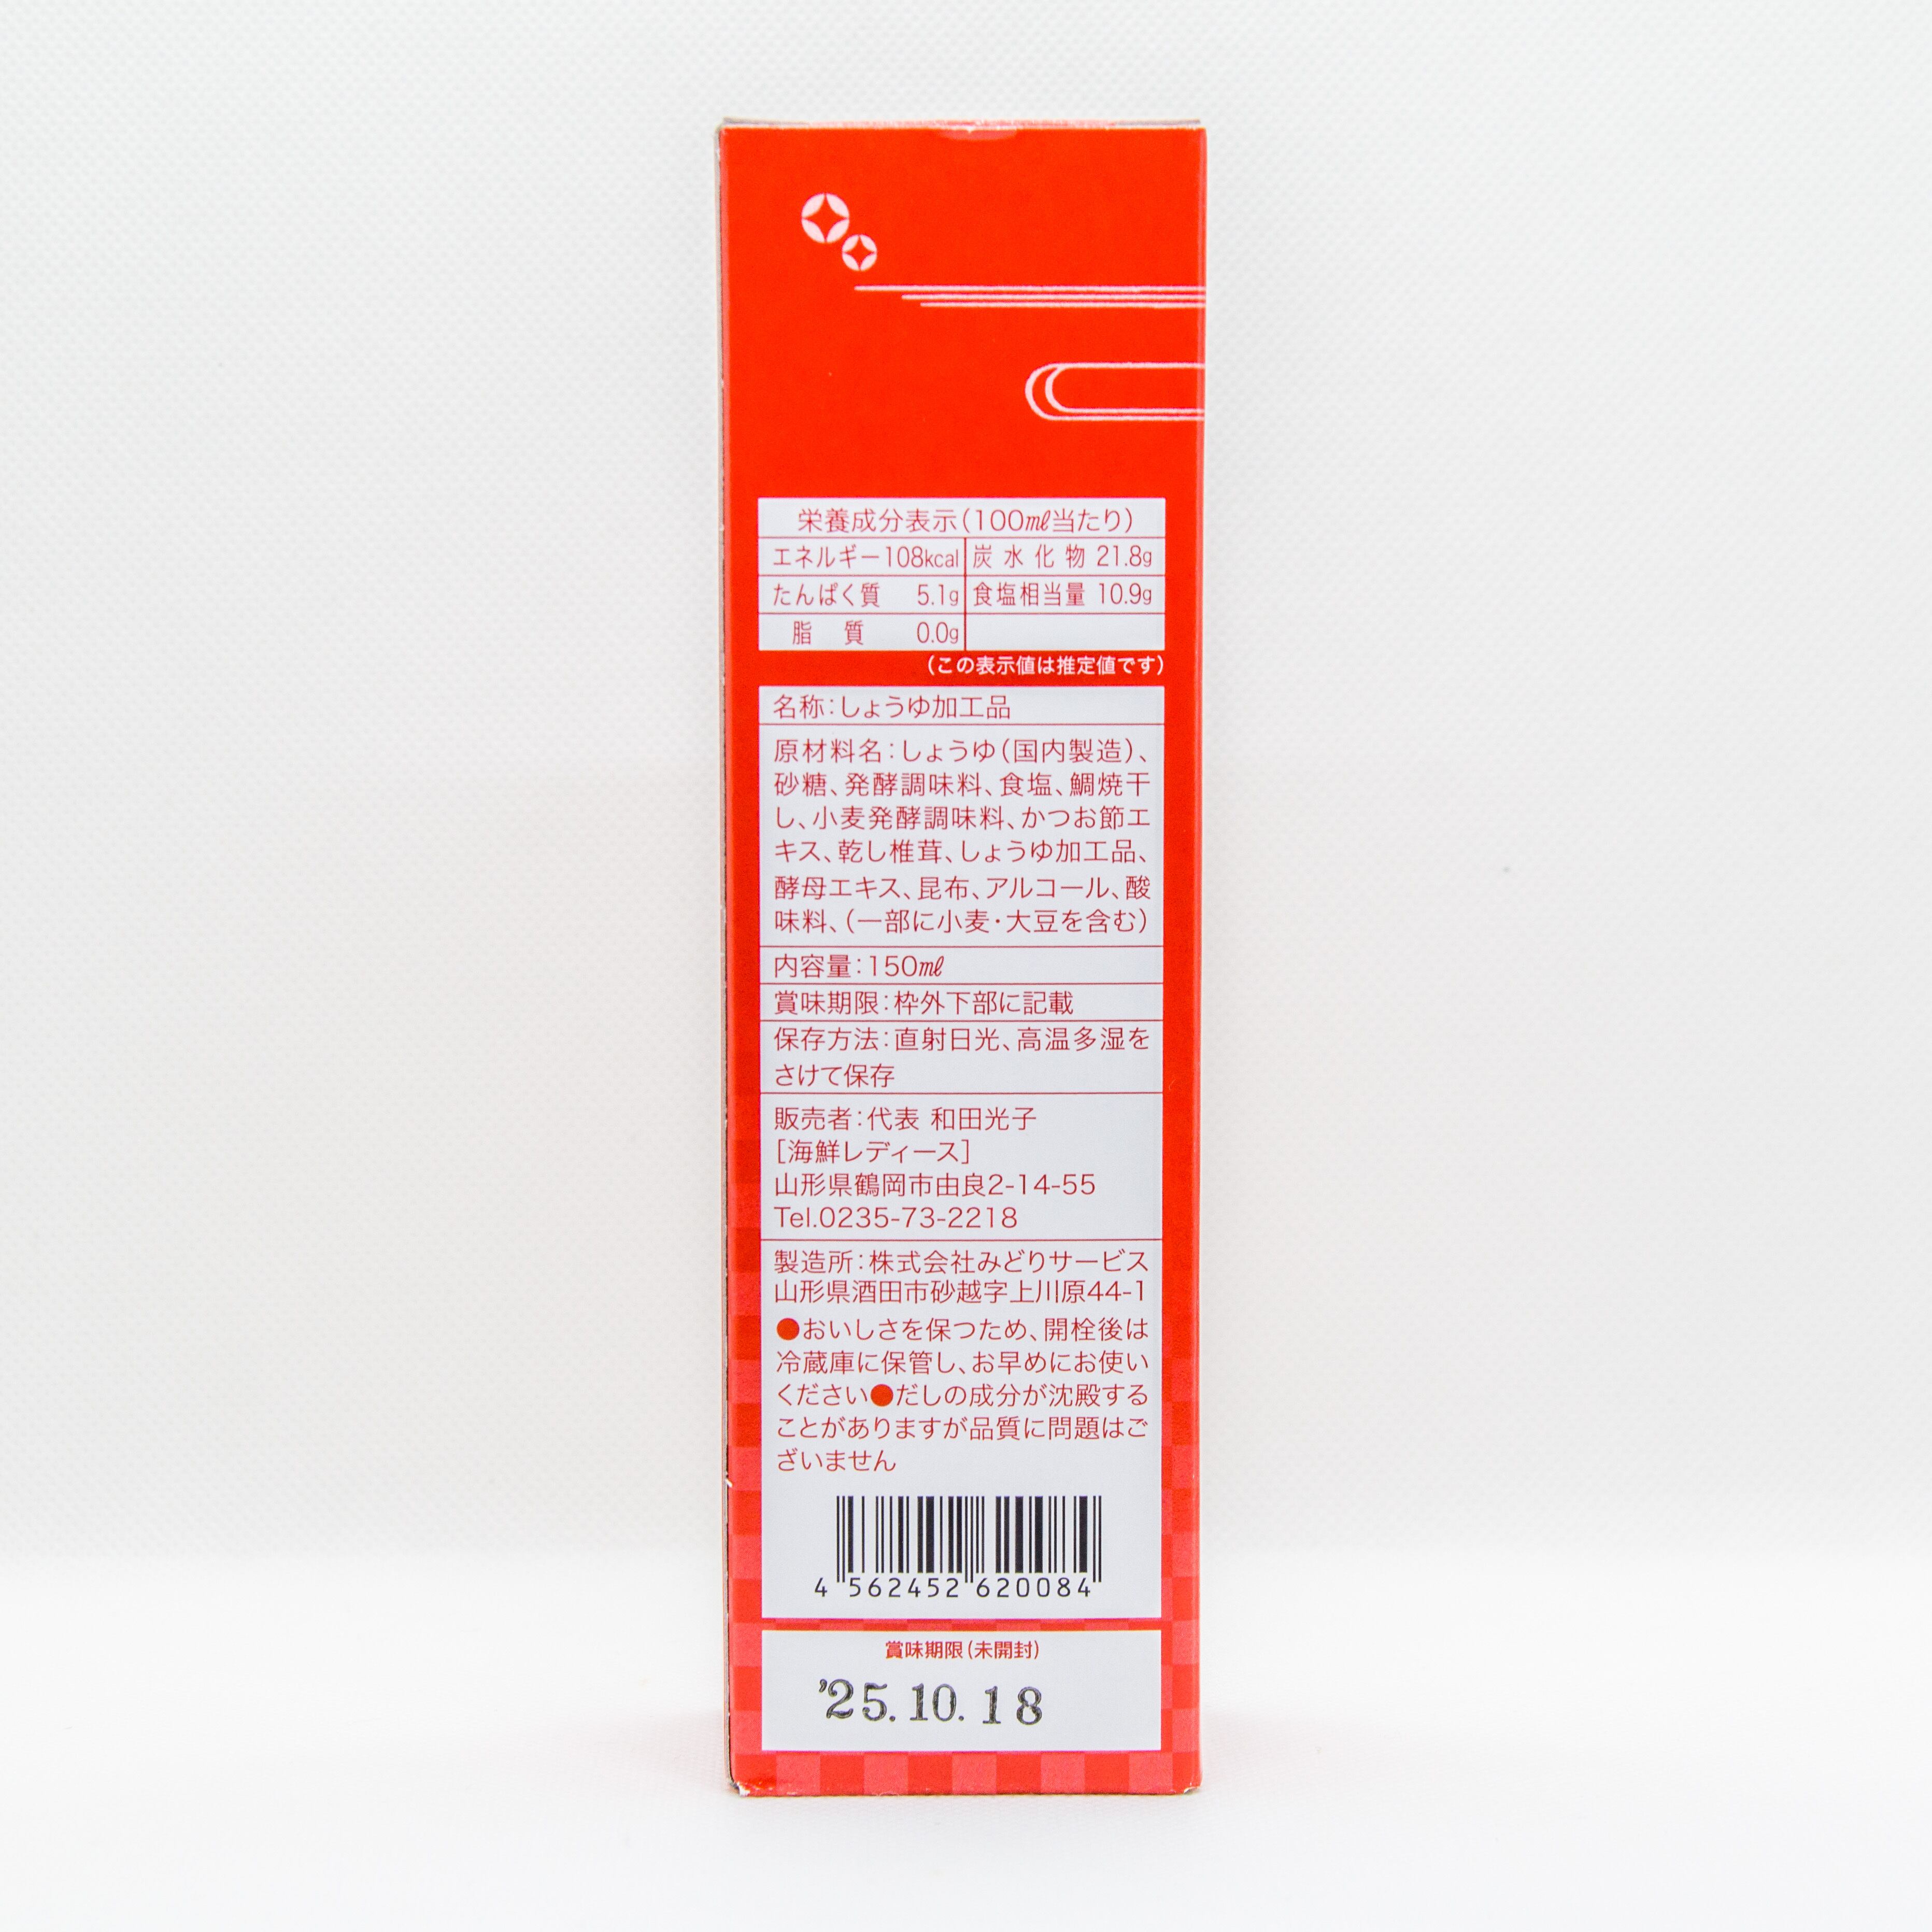 栄養成分表示(100㎖当たり)
エネルギー 108kcal 炭水化物 21.8g
たんぱく質 5.1g 食塩相当量 10.9g
脂質 0.0g
(この表示値は推定値です)
名称:しょうゆ加工品
原材料名:しょうゆ(国内製造)、
砂糖、発酵調味料、食塩、鯛焼干
し、小麦発酵調味料、かつお節エ
キス、乾し椎茸、しょうゆ加工品、
酵母エキス、昆布、アルコール、酸
味料、(一部に小麦・大豆を含む)
内容量:150㎖
賞味期限:枠外下部に記載
保存方法:直射日光、高温多湿を
さけて保存
販売者:代表 和田光子
[海鮮レディース]
山形県鶴岡市由良2-14-55
Tel.0235-73-2218
製造所:株式会社みどりサービス
山形県酒田市砂越字上川原44-1
●おいしさを保つため、開栓後は
冷蔵庫に保管し、お早めにお使い
ください●だしの成分が沈殿する
ことがありますが品質に問題はご
ざいません
4 562452 620084
賞味期限(未開封)
'25.10.18